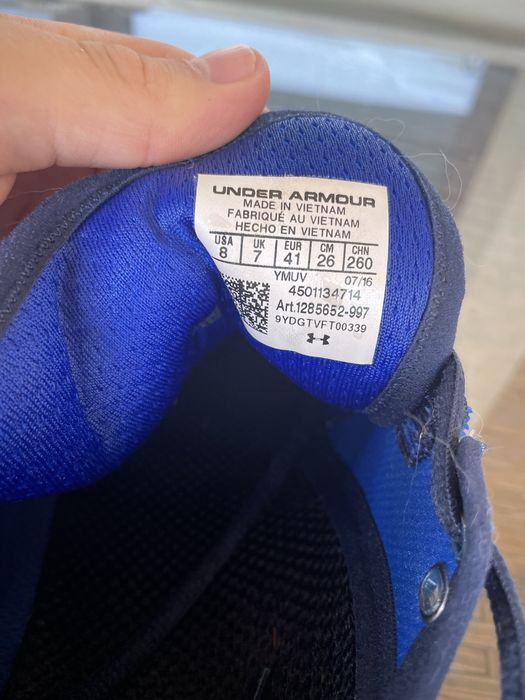 UNDER ARMOUR
MADE IN VIETNAM
FABRIQUÉ AU VIETNAM
HECHO EN VIETNAM
USA UK EUR CM CHN
8 7 41 26 260
YMUV 07/16
4501134714
Art.1285652-997
9YDGTVFT00339